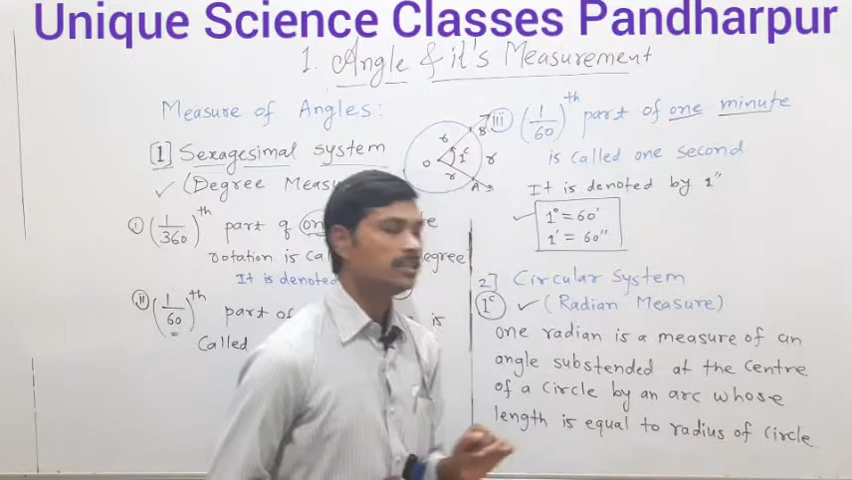 Unique Science Classes Pandharpur
1. Angle & it's Measurement
Measure of Angles:
[1] Sexagesimal system
✓ (Degree
i) (1/360)th part of one
rotation is degree
It is denoted
ii) (1/60)th part of is
Called
O r r r 1c A B
iii) (1/60)th part of one minute
is called one second
It is denoted by 1"
✓ 1° = 60'
1' = 60"
2] Circular System
1c ✓ (Radian Measure)
one radian is a measure of an
angle substended at the centre
of a circle by an arc whose
length is equal to radius of circle